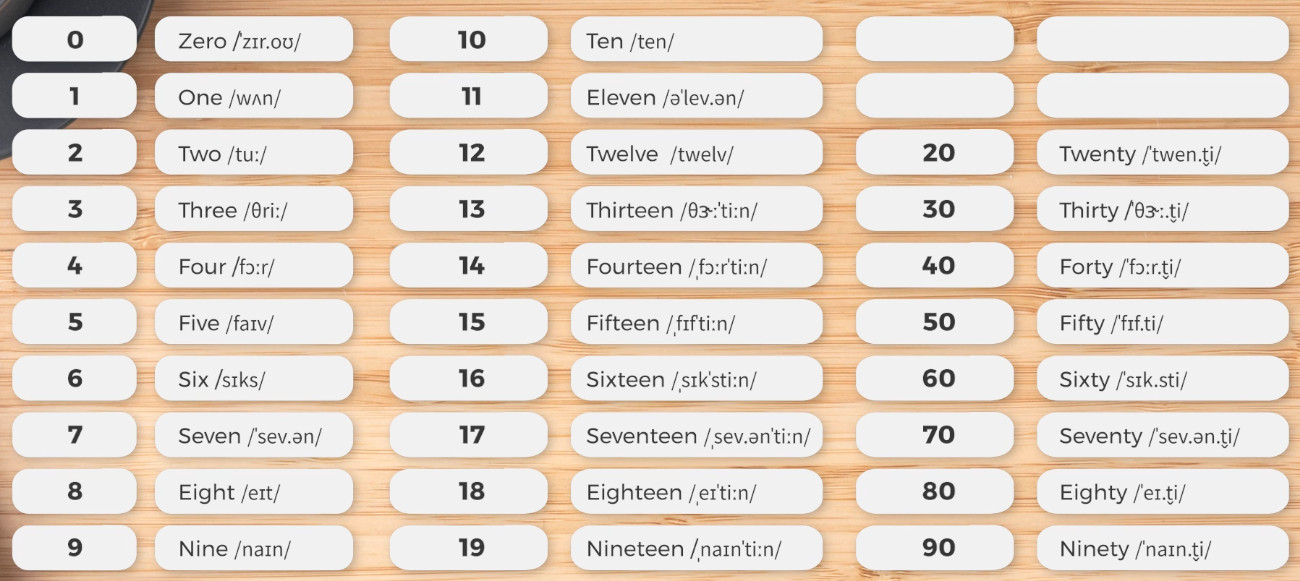 0 Zero /ˈzɪr.oʊ/ 10 Ten /ten/
1 One /wʌn/ 11 Eleven /əˈlev.ən/
2 Two /tuː/ 12 Twelve /twelv/ 20 Twenty /ˈtwen.t̬i/
3 Three /θriː/ 13 Thirteen /θɝːˈtiːn/ 30 Thirty /ˈθɝː.t̬i/
4 Four /fɔːr/ 14 Fourteen /ˌfɔːrˈtiːn/ 40 Forty /ˈfɔːr.t̬i/
5 Five /faɪv/ 15 Fifteen /ˌfɪfˈtiːn/ 50 Fifty /ˈfɪf.ti/
6 Six /sɪks/ 16 Sixteen /ˌsɪkˈstiːn/ 60 Sixty /ˈsɪk.sti/
7 Seven /ˈsev.ən/ 17 Seventeen /ˌsev.ənˈtiːn/ 70 Seventy /ˈsev.ən.t̬i/
8 Eight /eɪt/ 18 Eighteen /ˌeɪˈtiːn/ 80 Eighty /ˈeɪ.t̬i/
9 Nine /naɪn/ 19 Nineteen /ˌnaɪnˈtiːn/ 90 Ninety /ˈnaɪn.t̬i/